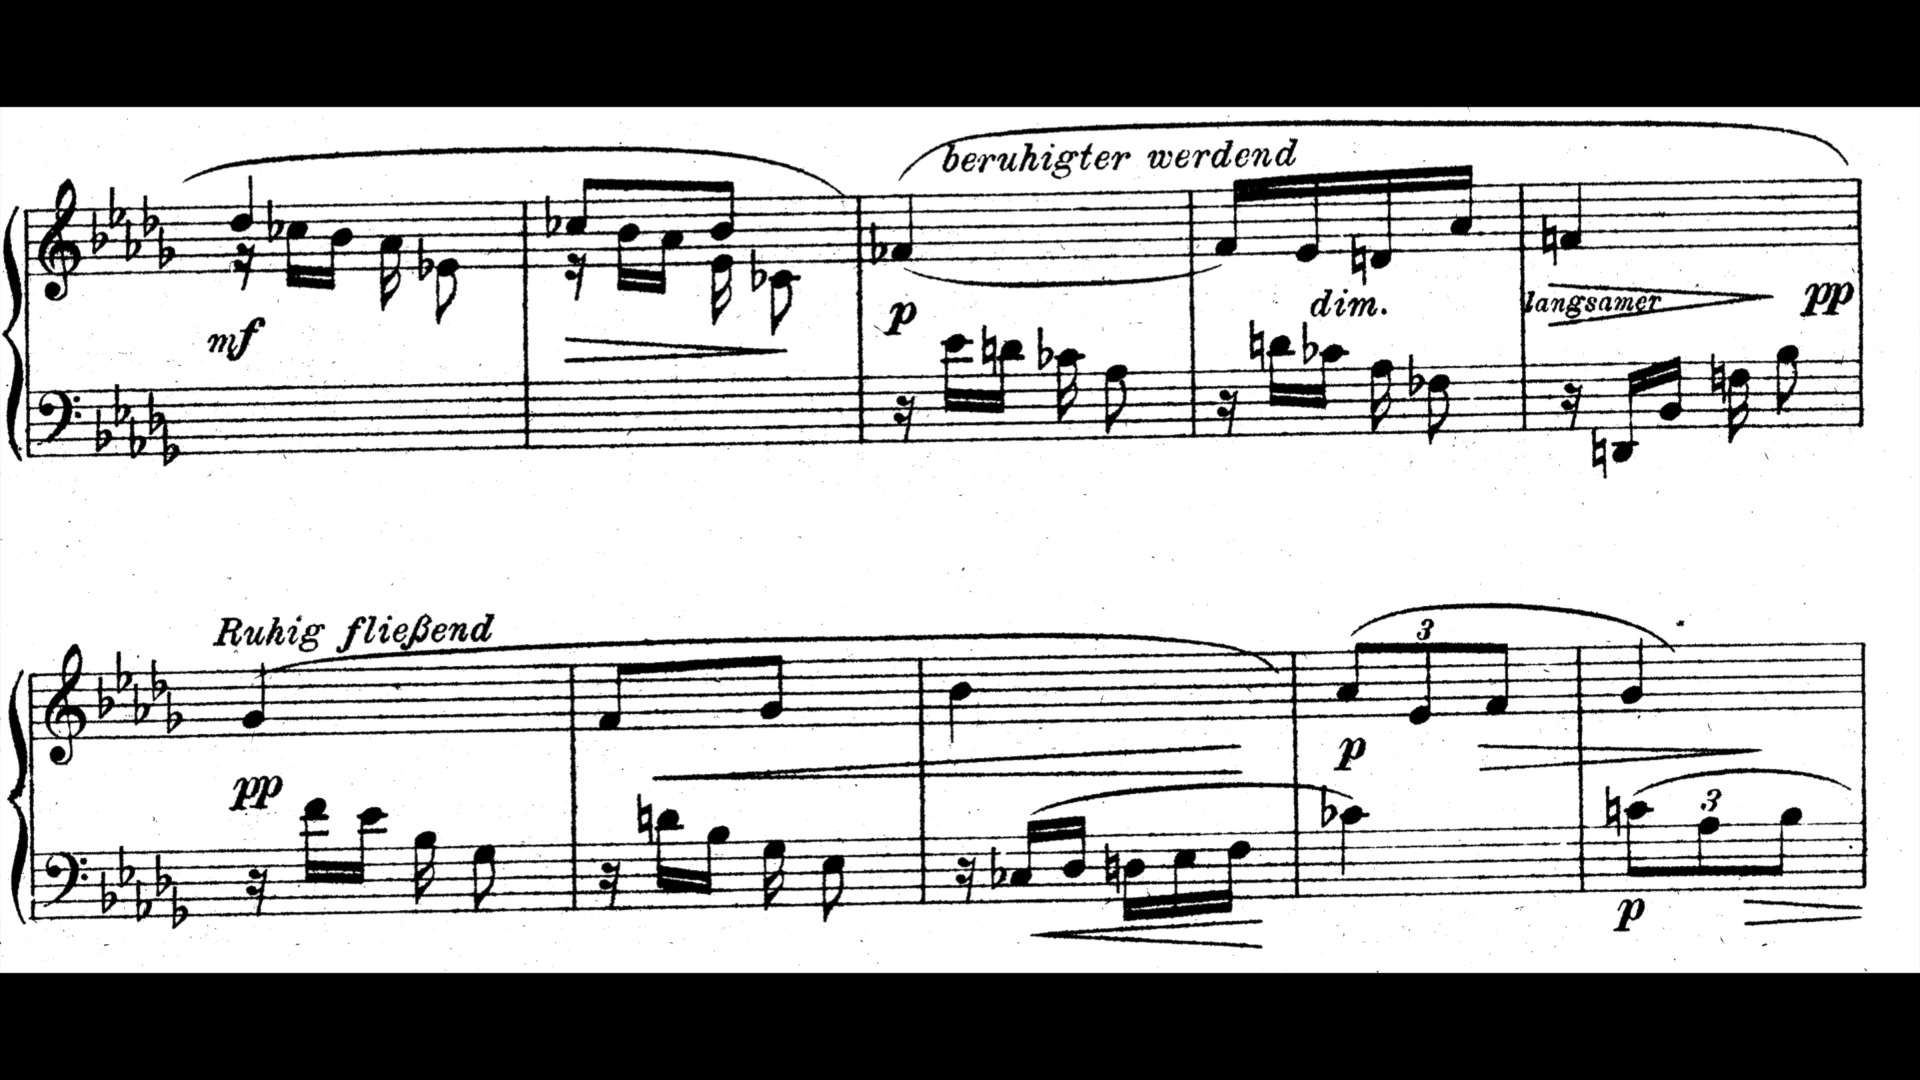 beruhigter werdend
mf
p
dim.
langsamer
pp
Ruhig fließend
pp
3
p
3
p